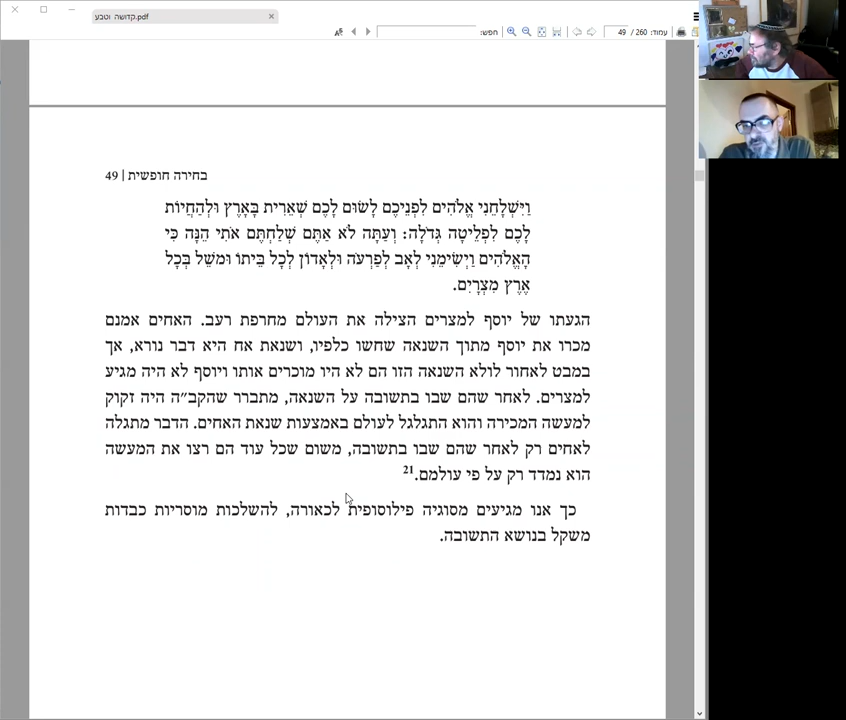 קדושה וטבע.pdf
עמוד: 49 / 260
חפש:
בחירה חופשית | 49
וַיִּשְׁלָחֵנִי אֱלֹהִים לִפְנֵיכֶם לָשׂוּם לָכֶם שְׁאֵרִית בָּאָרֶץ וּלְהַחֲיוֹת
לָכֶם לִפְלֵיטָה גְּדֹלָה: וְעַתָּה לֹא אַתֶּם שְׁלַחְתֶּם אֹתִי הֵנָּה כִּי
הָאֱלֹהִים וַיְשִׂימֵנִי לְאָב לְפַרְעֹה וּלְאָדוֹן לְכָל בֵּיתוֹ וּמֹשֵׁל בְּכָל
אֶרֶץ מִצְרָיִם.
הגעתו של יוסף למצרים הצילה את העולם מחרפת רעב. האחים אמנם
מכרו את יוסף מתוך השנאה שחשו כלפיו, ושנאת אח היא דבר נורא, אך
במבט לאחור לולא השנאה הזו הם לא היו מוכרים אותו ויוסף לא היה מגיע
למצרים. לאחר שהם שבו בתשובה על השנאה, מתברר שהקב״ה היה זקוק
למעשה המכירה והוא התגלגל לעולם באמצעות שנאת האחים. הדבר מתגלה
לאחים רק לאחר שהם שבו בתשובה, משום שכל עוד הם רצו את המעשה
הוא נמדד רק על פי עולמם.21
כך אנו מגיעים מסוגיה פילוסופית לכאורה, להשלכות מוסריות כבדות
משקל בנושא התשובה.